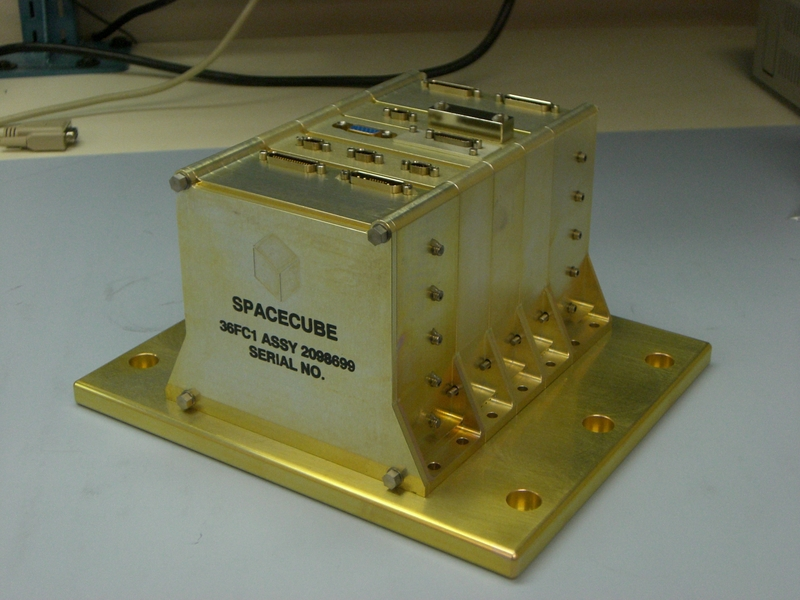 SPACECUBE
36FC1 ASSY 2098699
SERIAL NO.